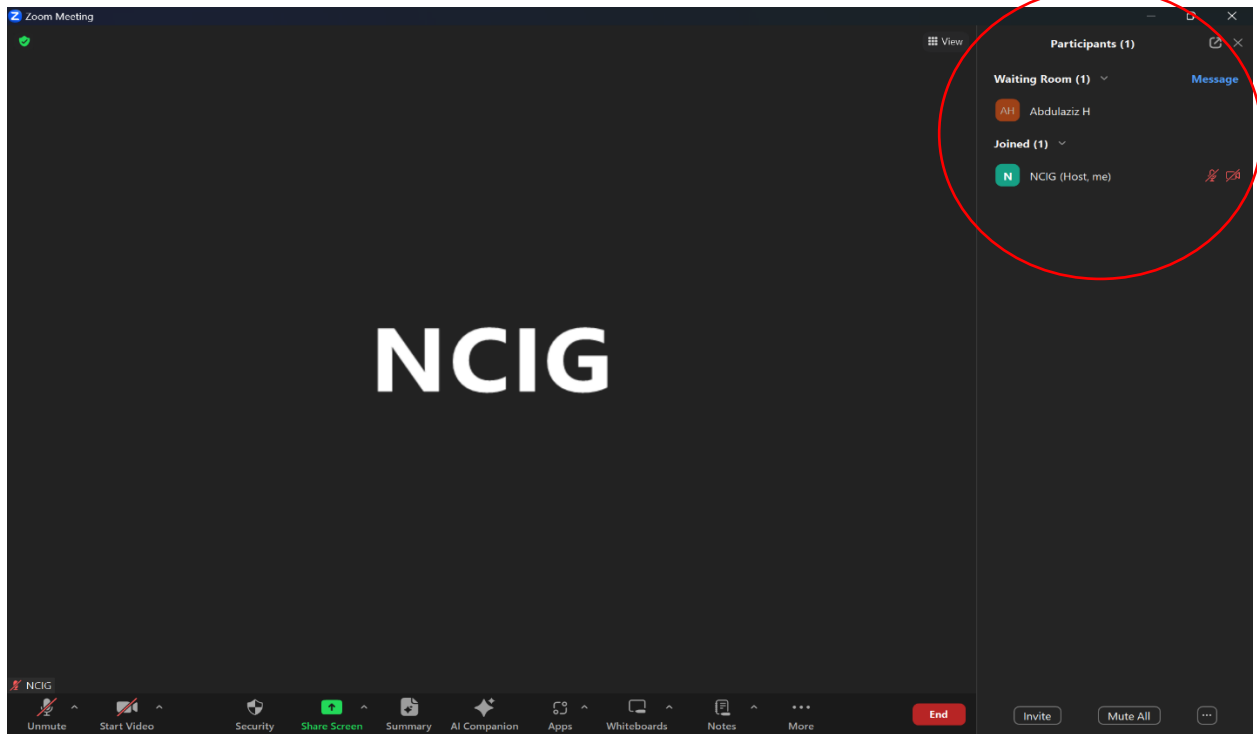 Zoom Meeting
View
Participants (1)
Waiting Room (1)
Message
AH
Abdulaziz H
Joined (1)
N
NCIG (Host, me)
NCIG
NCIG
Unmute
Start Video
Security
Share Screen
Summary
AI Companion
Apps
Whiteboards
Notes
More
End
Invite
Mute All